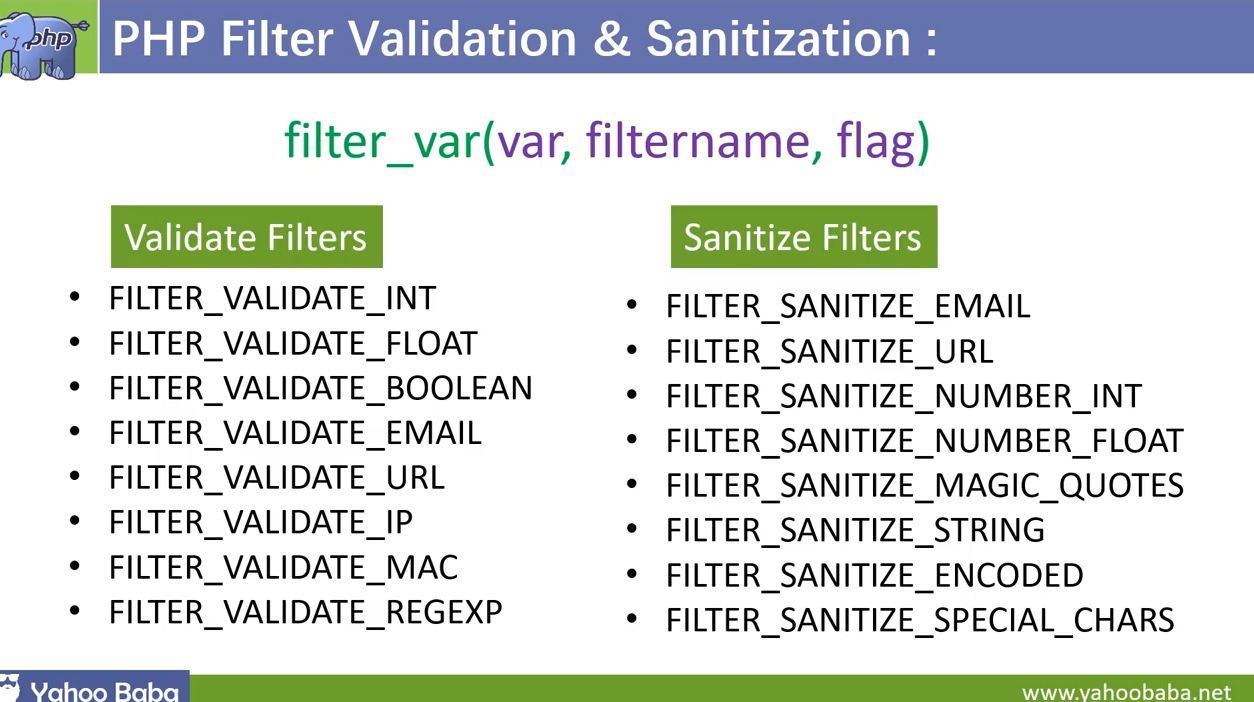 php
PHP Filter Validation & Sanitization :
filter_var(var, filtername, flag)
Validate Filters
• FILTER_VALIDATE_INT
• FILTER_VALIDATE_FLOAT
• FILTER_VALIDATE_BOOLEAN
• FILTER_VALIDATE_EMAIL
• FILTER_VALIDATE_URL
• FILTER_VALIDATE_IP
• FILTER_VALIDATE_MAC
• FILTER_VALIDATE_REGEXP
Sanitize Filters
• FILTER_SANITIZE_EMAIL
• FILTER_SANITIZE_URL
• FILTER_SANITIZE_NUMBER_INT
• FILTER_SANITIZE_NUMBER_FLOAT
• FILTER_SANITIZE_MAGIC_QUOTES
• FILTER_SANITIZE_STRING
• FILTER_SANITIZE_ENCODED
• FILTER_SANITIZE_SPECIAL_CHARS
Yahoo Baba
www.yahoobaba.net